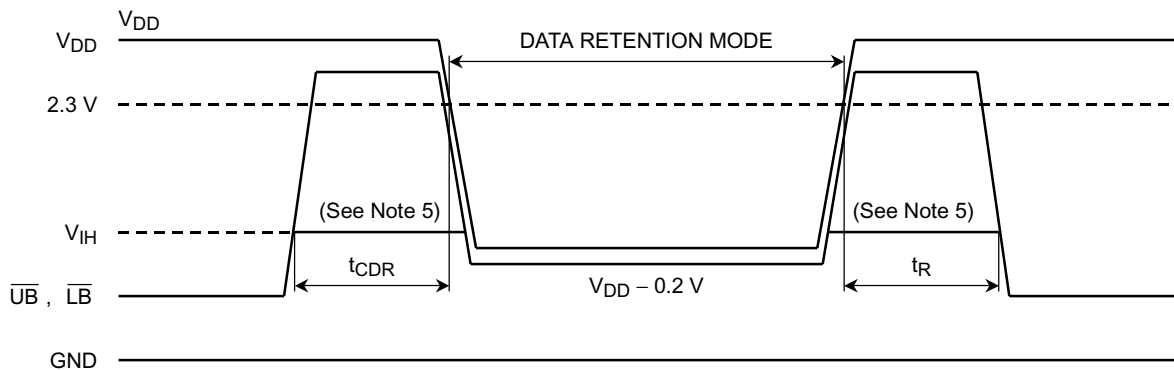 VDD
VDD
DATA RETENTION MODE
2.3 V
(See Note 5)
(See Note 5)
VIH
tCDR
tR
VDD – 0.2 V
UB , LB
GND